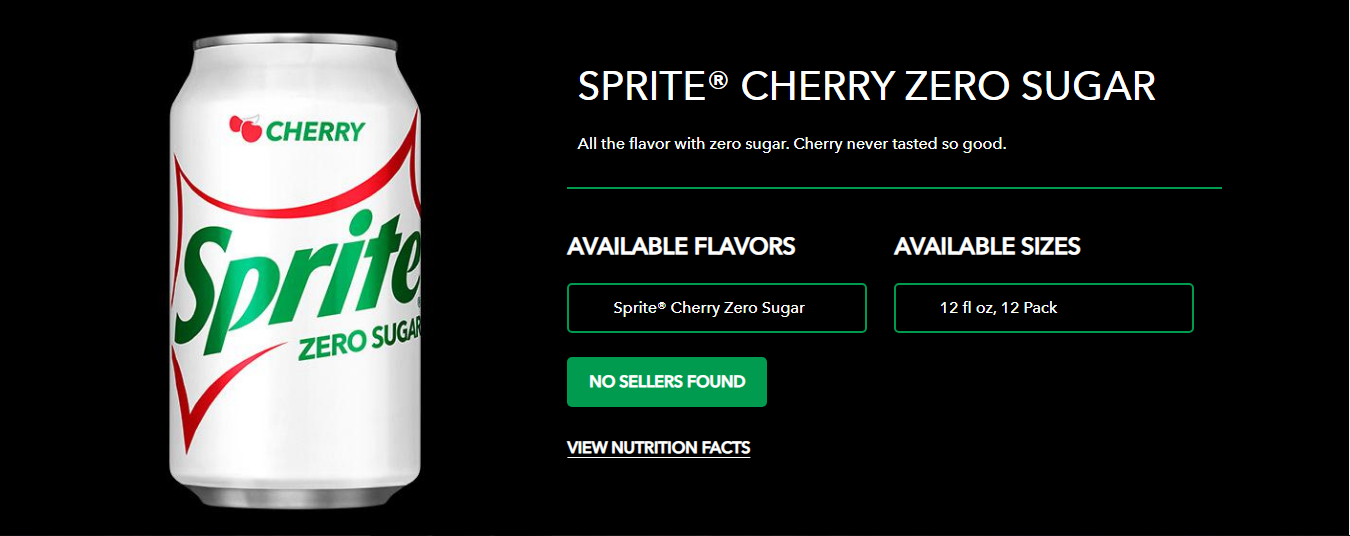 CHERRY
Sprite
ZERO SUGAR
SPRITE® CHERRY ZERO SUGAR
All the flavor with zero sugar. Cherry never tasted so good.
AVAILABLE FLAVORS
AVAILABLE SIZES
Sprite® Cherry Zero Sugar
12 fl oz, 12 Pack
NO SELLERS FOUND
VIEW NUTRITION FACTS